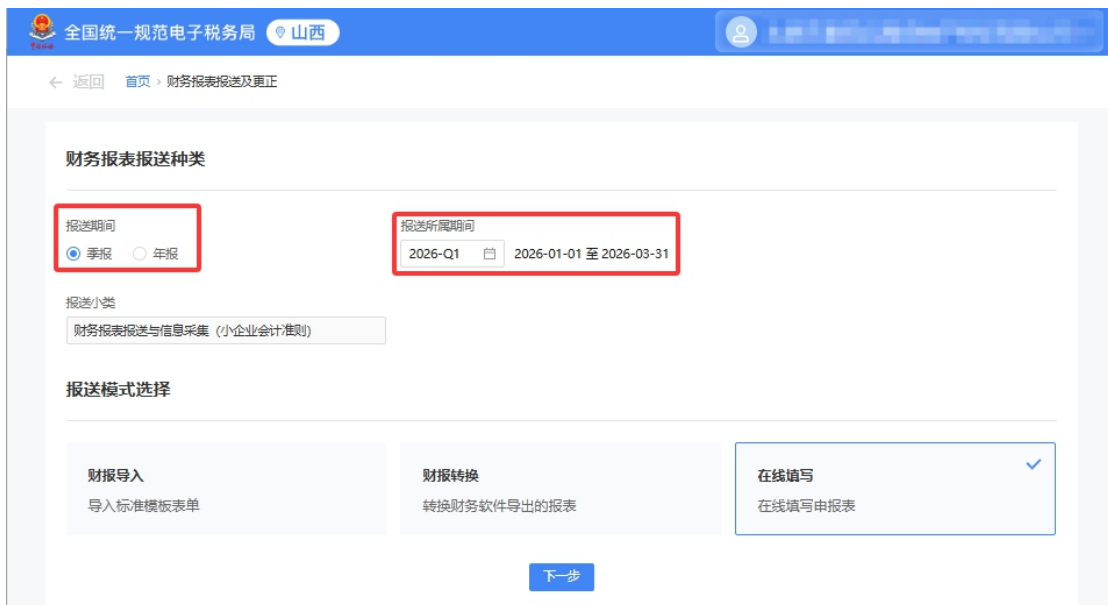 全国统一规范电子税务局 山西
← 返回 首页 › 财务报表报送及更正
财务报表报送种类
报送期间 报送所属期间
季报 年报 2026-Q1 2026-01-01 至 2026-03-31
报送小类
财务报表报送与信息采集（小企业会计准则)
报送模式选择
财报导入 财报转换 在线填写
导入标准模板表单 转换财务软件导出的报表 在线填写申报表
下一步